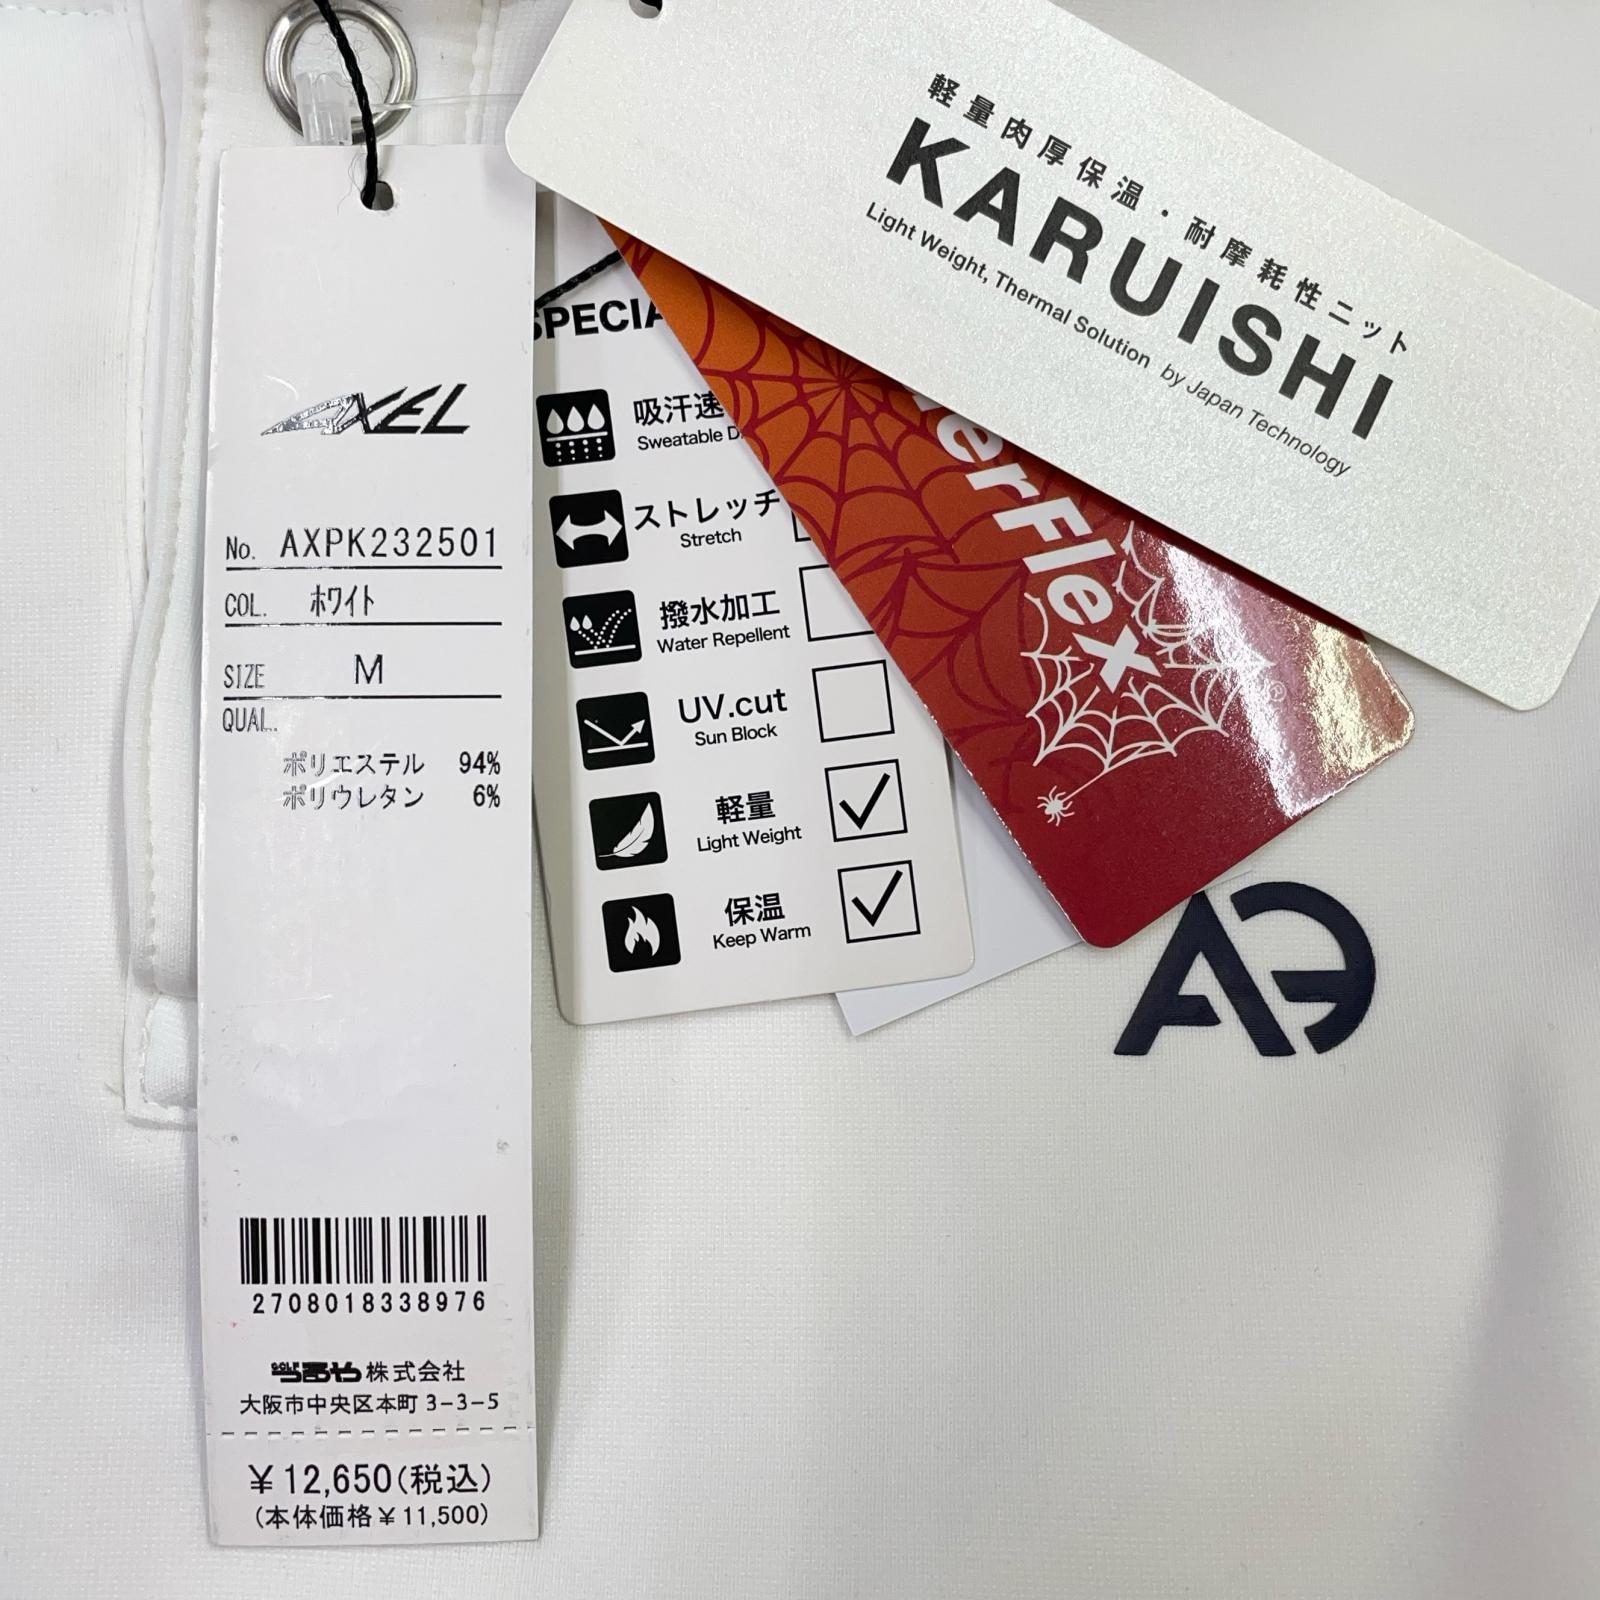 AXEL
No. AXPK232501
COL. ホワイト
SIZE M
QUAL.
ポリエステル 94%
ポリウレタン 6%
2708018338976
GOLF つるや株式会社
大阪市中央区本町3-3-5
¥12,650(税込)
(本体価格¥11,500)
吸汗速
Sweatable
ストレッチ
Stretch
撥水加工
Water Repellent
UV.cut
Sun Block
軽量
Light Weight
保温
Keep Warm
erFlex
®
軽量肉厚保温・耐摩耗性ニット
KARUISHI
Light Weight, Thermal Solution by Japan Technology